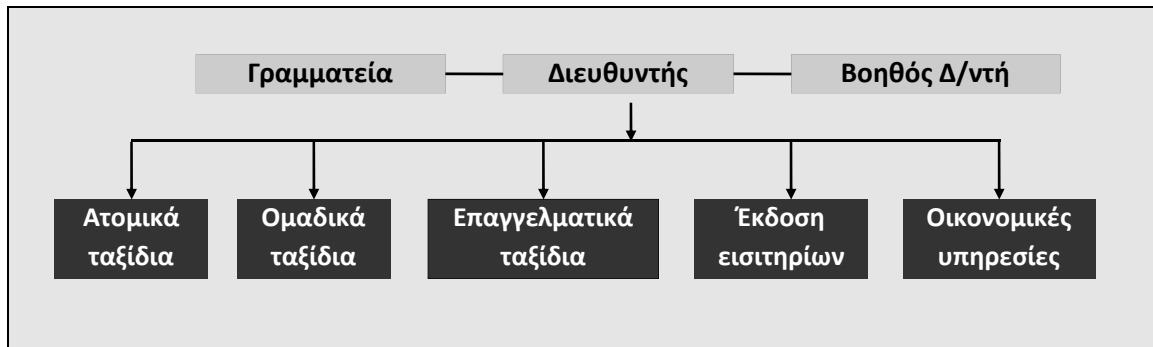 Γραμματεία
Διευθυντής
Βοηθός Δ/ντή
Ατομικά
ταξίδια
Ομαδικά
ταξίδια
Επαγγελματικά
ταξίδια
Έκδοση
εισιτηρίων
Οικονομικές
υπηρεσίες